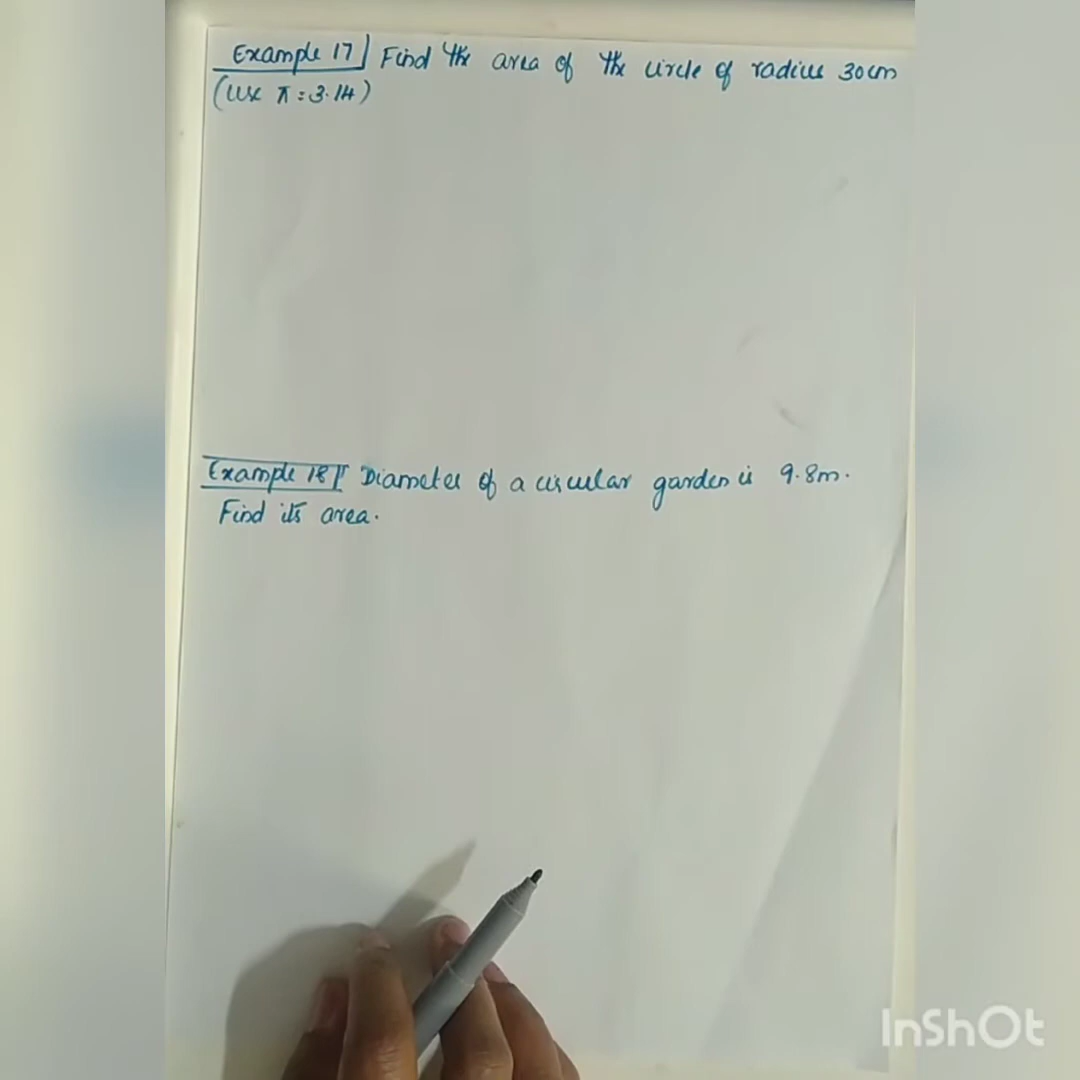 Example 17 Find the area of the circle of radius 30cm
(use π = 3.14)
Example 18 Diameter of a circular garden is 9.8m.
Find its area.
InShOt